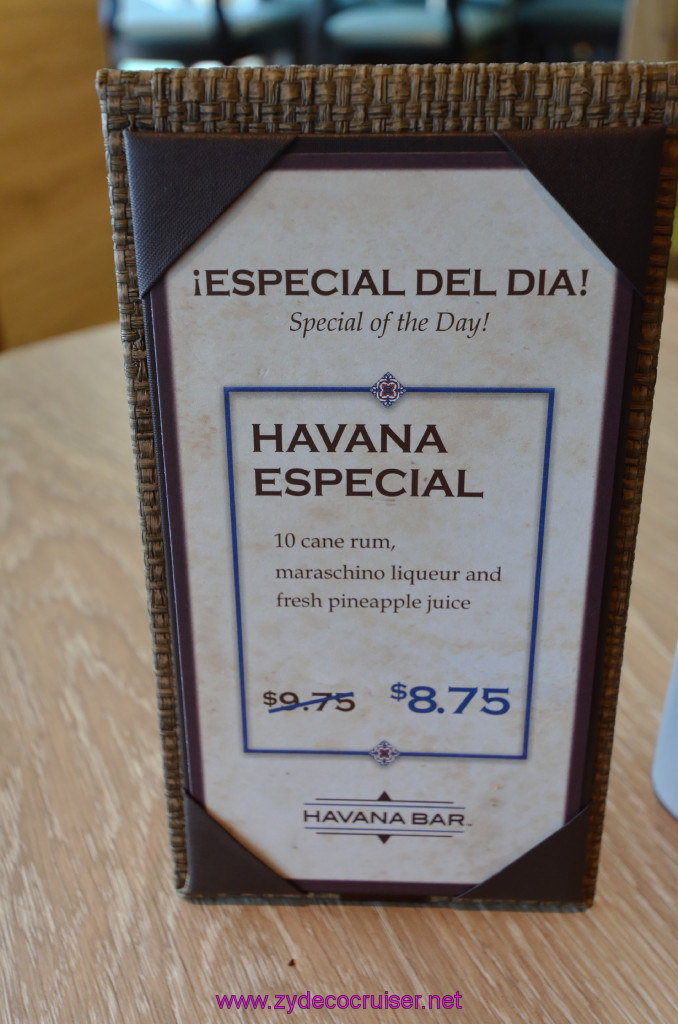 ¡ESPECIAL DEL DIA!
Special of the Day!
HAVANA
ESPECIAL
10 cane rum,
maraschino liqueur and
fresh pineapple juice
$9.75 $8.75
HAVANA BAR™
www.zydecocruiser.net